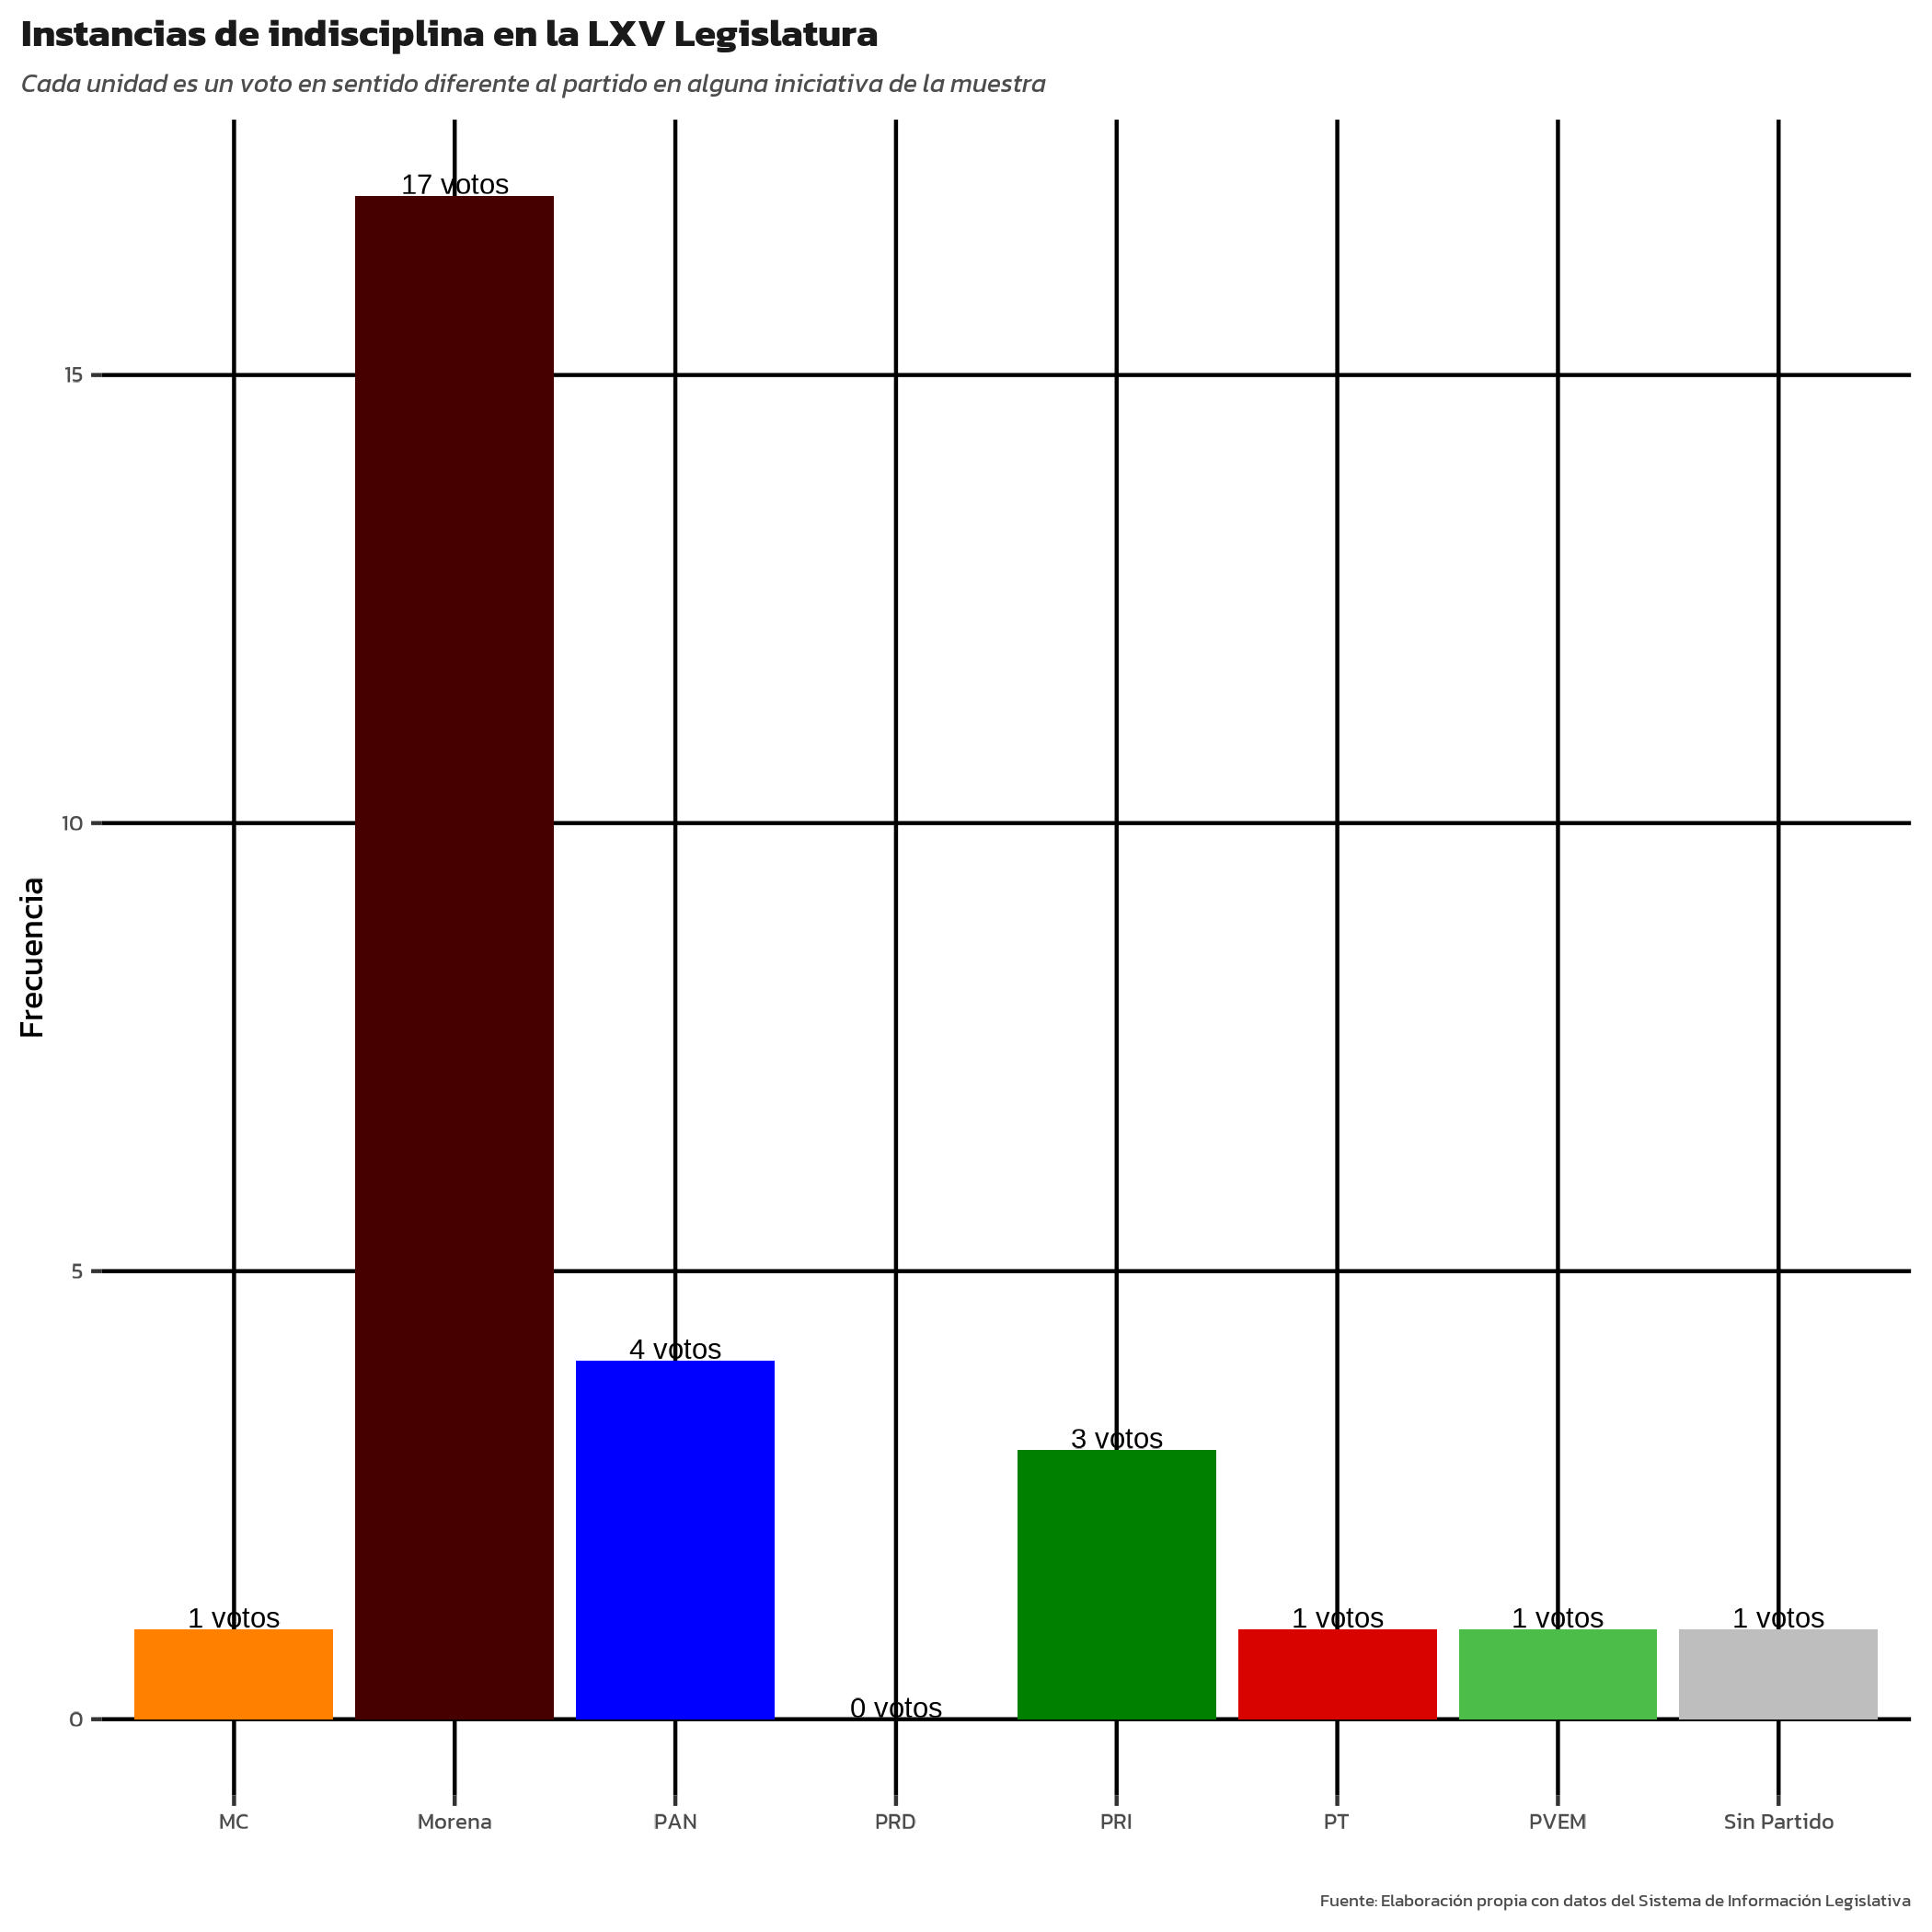 Instancias de indisciplina en la LXV Legislatura
Cada unidad es un voto en sentido diferente al partido en alguna iniciativa de la muestra
17 votos
15
10
Frecuencia
5
4 votos
3 votos
1 votos
1 votos
1 votos
1 votos
0 votos
0
MC
Morena
PAN
PRD
PRI
PT
PVEM
Sin Partido
Fuente: Elaboración propia con datos del Sistema de Información Legislativa